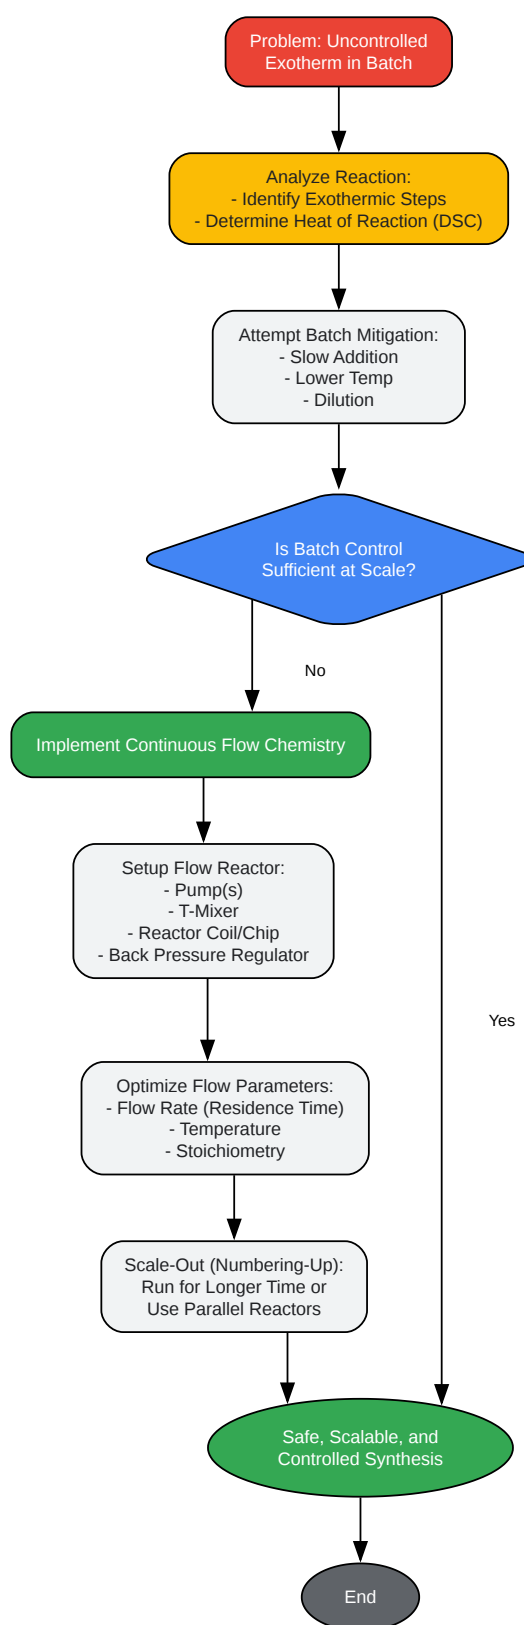 Problem: Uncontrolled
Exotherm in Batch
Analyze Reaction:
- Identify Exothermic Steps
- Determine Heat of Reaction (DSC)
Attempt Batch Mitigation:
- Slow Addition
- Lower Temp
- Dilution
Is Batch Control
Sufficient at Scale?
No
Implement Continuous Flow Chemistry
Setup Flow Reactor:
- Pump(s)
- T-Mixer
- Reactor Coil/Chip
- Back Pressure Regulator
Yes
Optimize Flow Parameters:
- Flow Rate (Residence Time)
- Temperature
- Stoichiometry
Scale-Out (Numbering-Up):
Run for Longer Time or
Use Parallel Reactors
Safe, Scalable, and
Controlled Synthesis
End